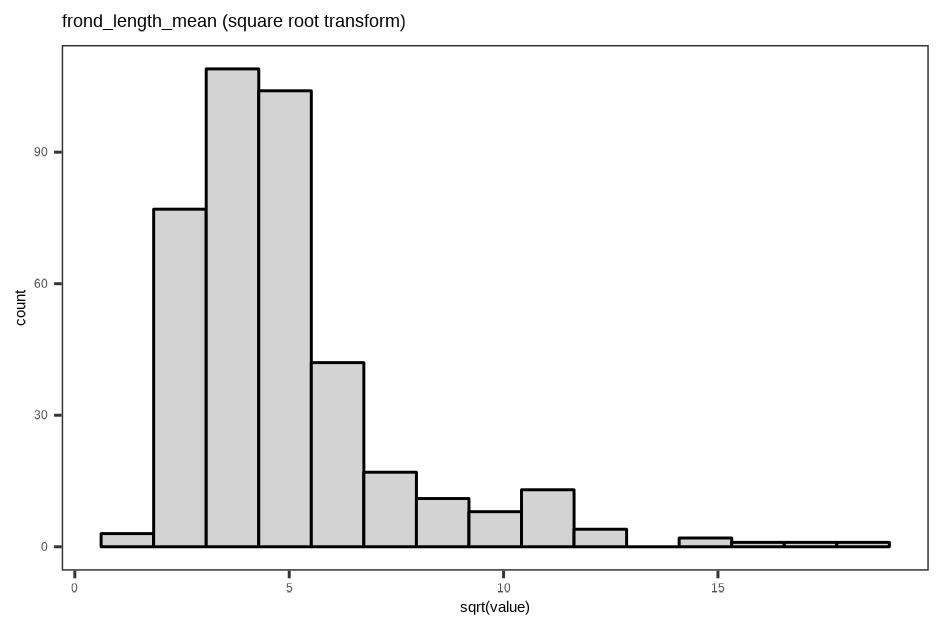 frond_length_mean (square root transform)
90
60
30
0
count
0 5 10 15
sqrt(value)